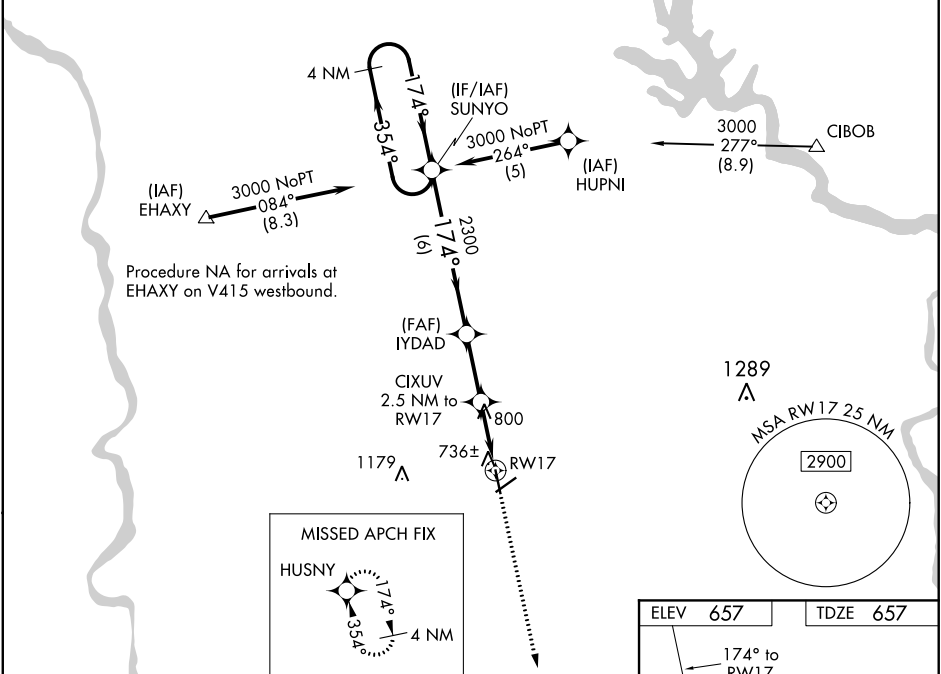 4 NM
174°
354°
(IF/IAF)
SUNYO
3000 NoPT
264°
(5)
(IAF)
HUPNI
3000
277°
(8.9)
CIBOB
(IAF)
EHAXY
3000 NoPT
084°
(8.3)
Procedure NA for arrivals at
EHAXY on V415 westbound.
2300
174°
(6)
(FAF)
IYDAD
CIXUV
2.5 NM to
RW17
800
736±
RW17
1179
1289
MSA RW17 25 NM
2900
MISSED APCH FIX
HUSNY
174°
354°
4 NM
ELEV 657
TDZE 657
174° to
RW17